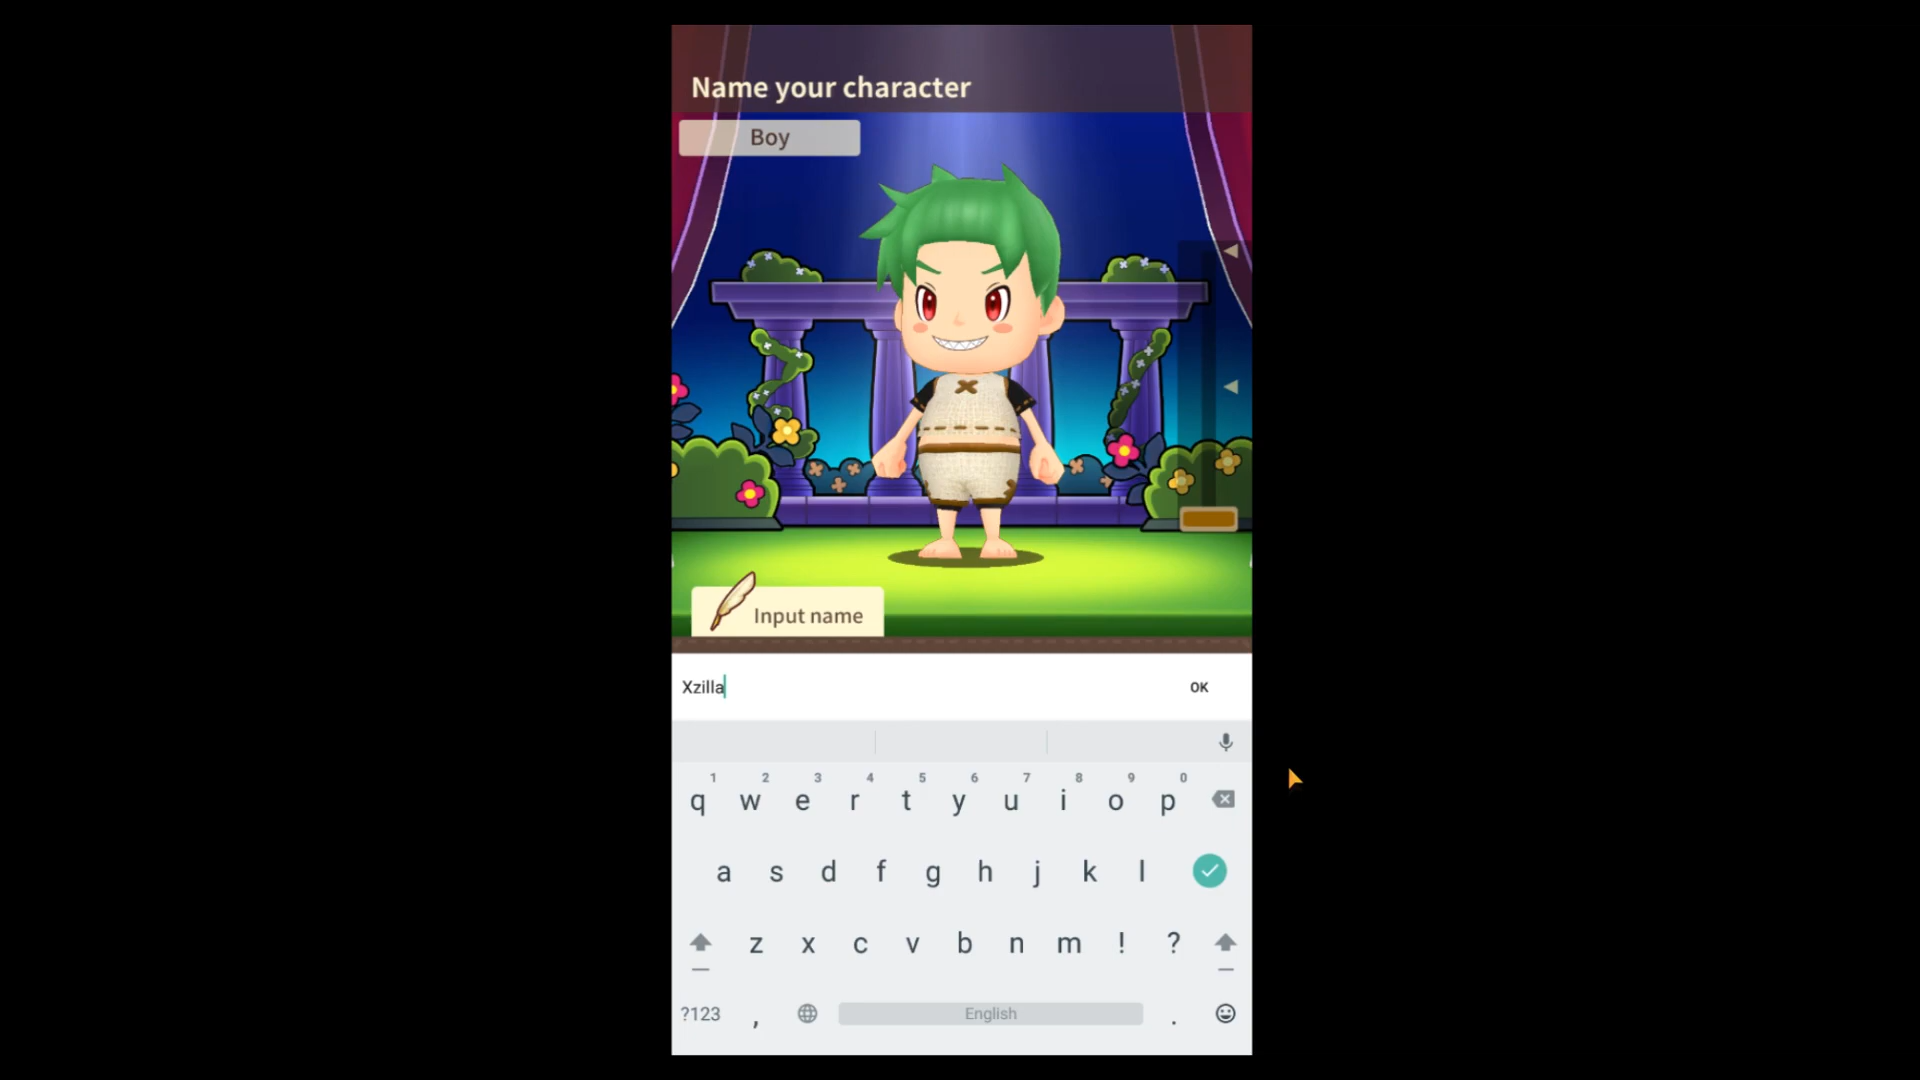 Name your character
Boy
Input name
Xzilla
OK
1 2 3 4 5 6 7 8 9 0
q w e r t y u i o p
a s d f g h j k l
z x c v b n m ! ?
?123 , English .